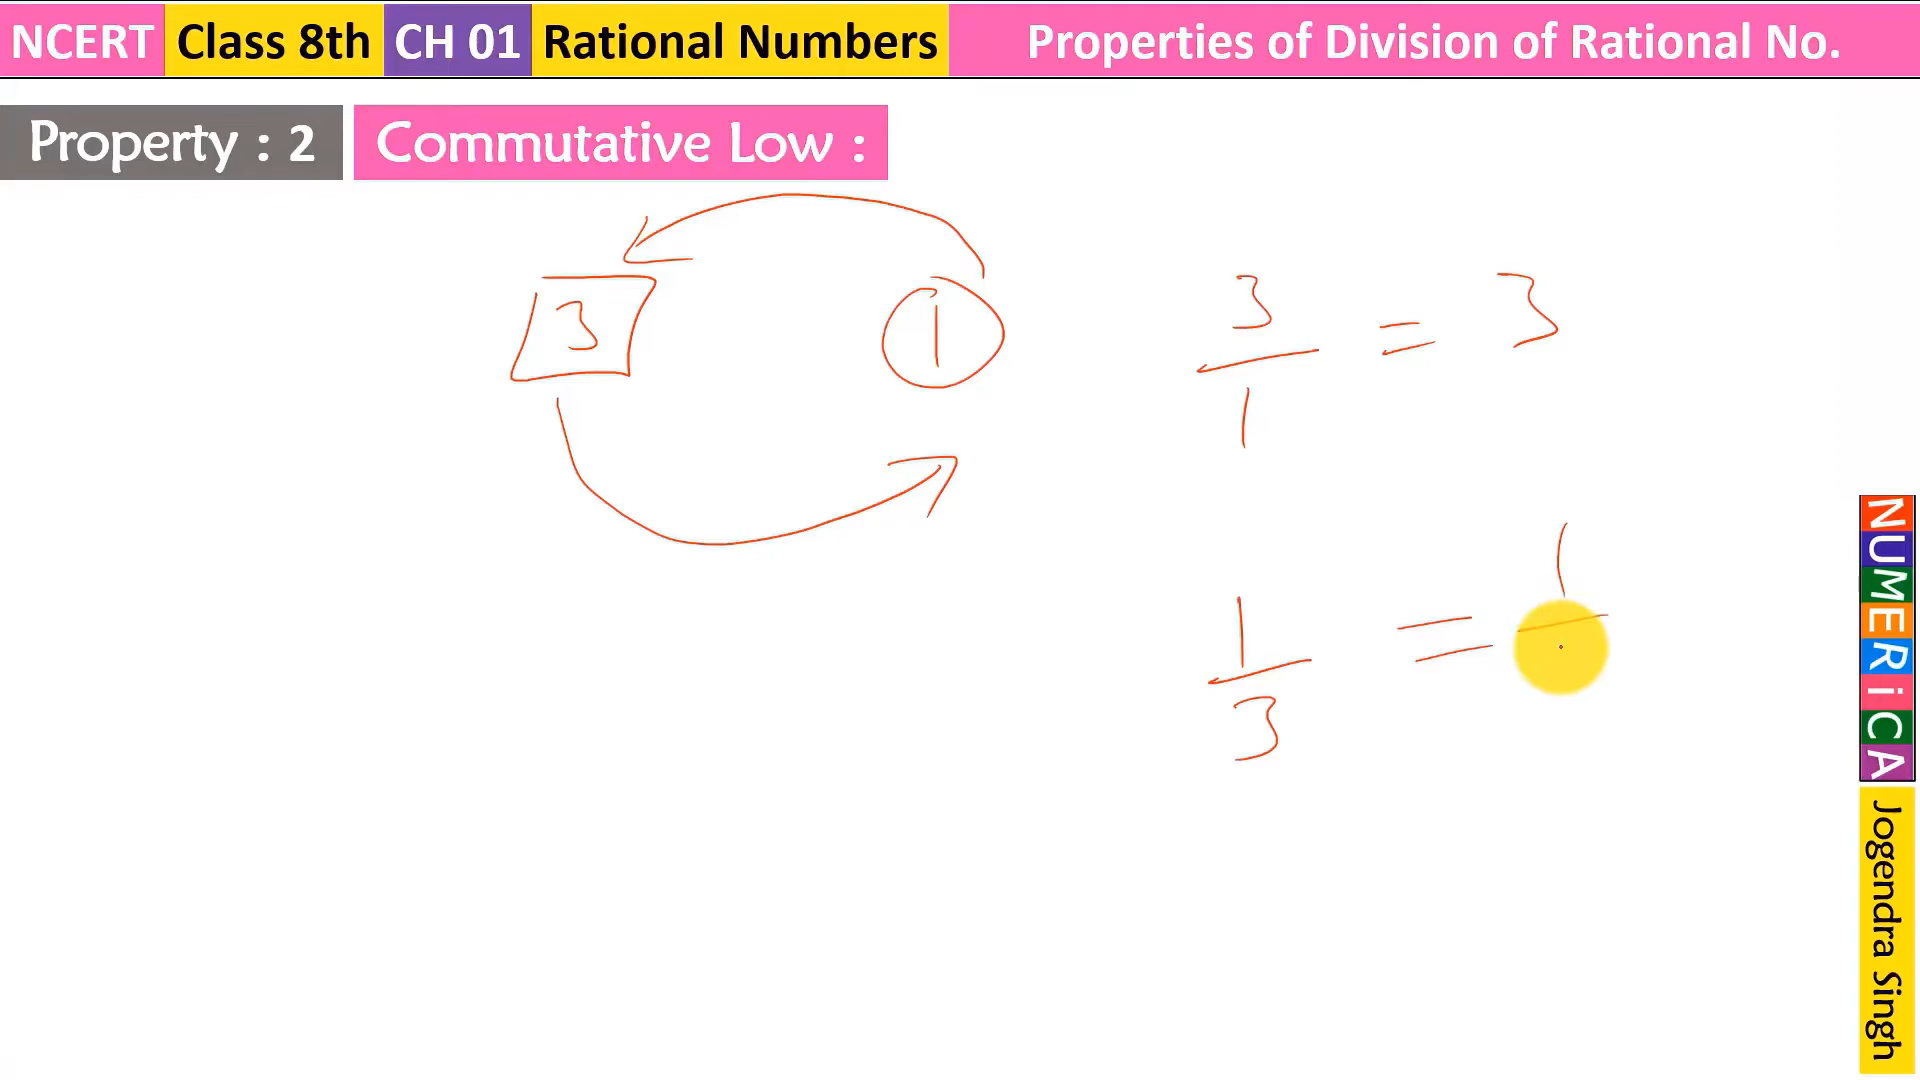 NCERT Class 8th CH 01 Rational Numbers Properties of Division of Rational No.
Property : 2 Commutative Low :
3 1
3/1 = 3
1/3 = 1/
NUMERiCA
Jogendra Singh